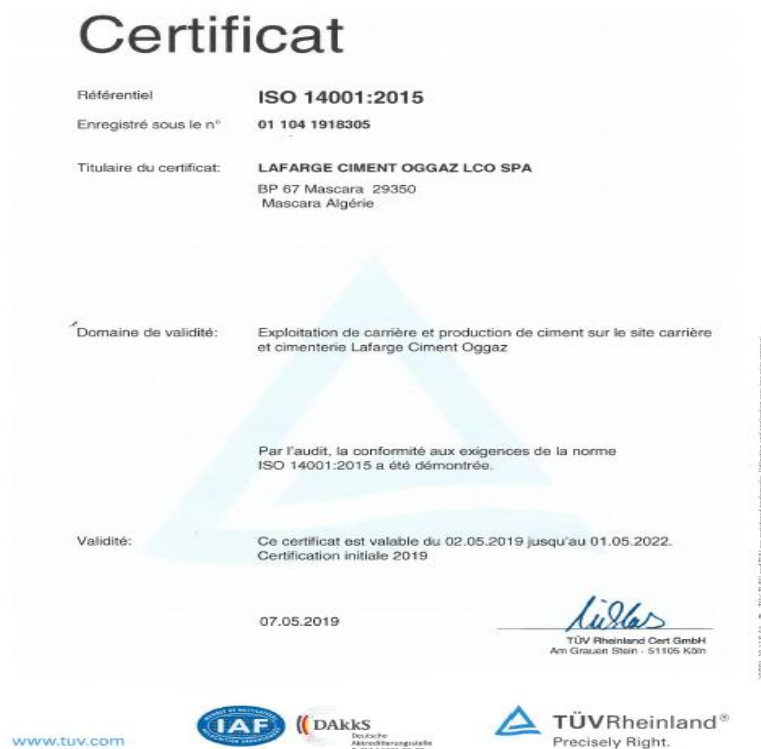 Certificat
Référentiel ISO 14001:2015
Enregistré sous le n° 01 104 1918305
Titulaire du certificat: LAFARGE CIMENT OGGAZ LCO SPA
BP 67 Mascara 29350
Mascara Algérie
Domaine de validité: Exploitation de carrière et production de ciment sur le site carrière
et cimenterie Lafarge Ciment Oggaz
Par l'audit, la conformité aux exigences de la norme
ISO 14001:2015 a été démontrée.
Validité: Ce certificat est valable du 02.05.2019 jusqu'au 01.05.2022.
Certification initiale 2019
07.05.2019
TÜV Rheinland Cert GmbH
Am Grauen Stein · 51105 Köln
www.tuv.com
IAF
DAkkS
Deutsche
Akkreditierungsstelle
TÜVRheinland®
Precisely Right.